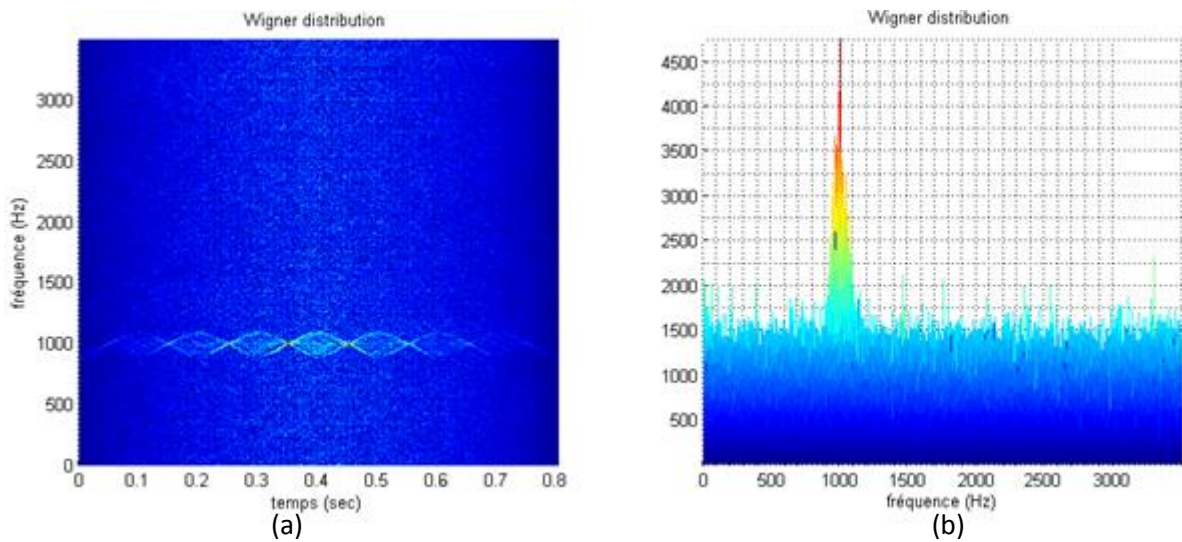 Wigner distribution
3000
2500
2000
1500
1000
500
0
fréquence (Hz)
0 0.1 0.2 0.3 0.4 0.5 0.6 0.7 0.8
temps (sec)
(a)
Wigner distribution
4500
4000
3500
3000
2500
2000
1500
1000
500
0 500 1000 1500 2000 2500 3000
fréquence (Hz)
(b)